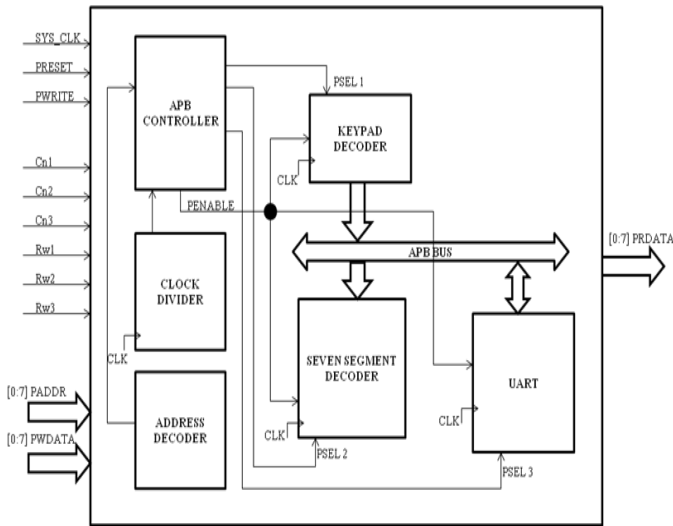 SYS_CLK
PRESET
PWRITE
Cn1
Cn2
Cn3
Rw1
Rw2
Rw3
[0:7] PADDR
[0:7] PWDATA
APB
CONTROLLER
PSEL 1
KEYPAD
DECODER
CLK
PENABLE
CLOCK
DIVIDER
CLK
ADDRESS
DECODER
APB BUS
SEVEN SEGMENT
DECODER
CLK
PSEL 2
UART
CLK
PSEL 3
[0:7] PRDATA